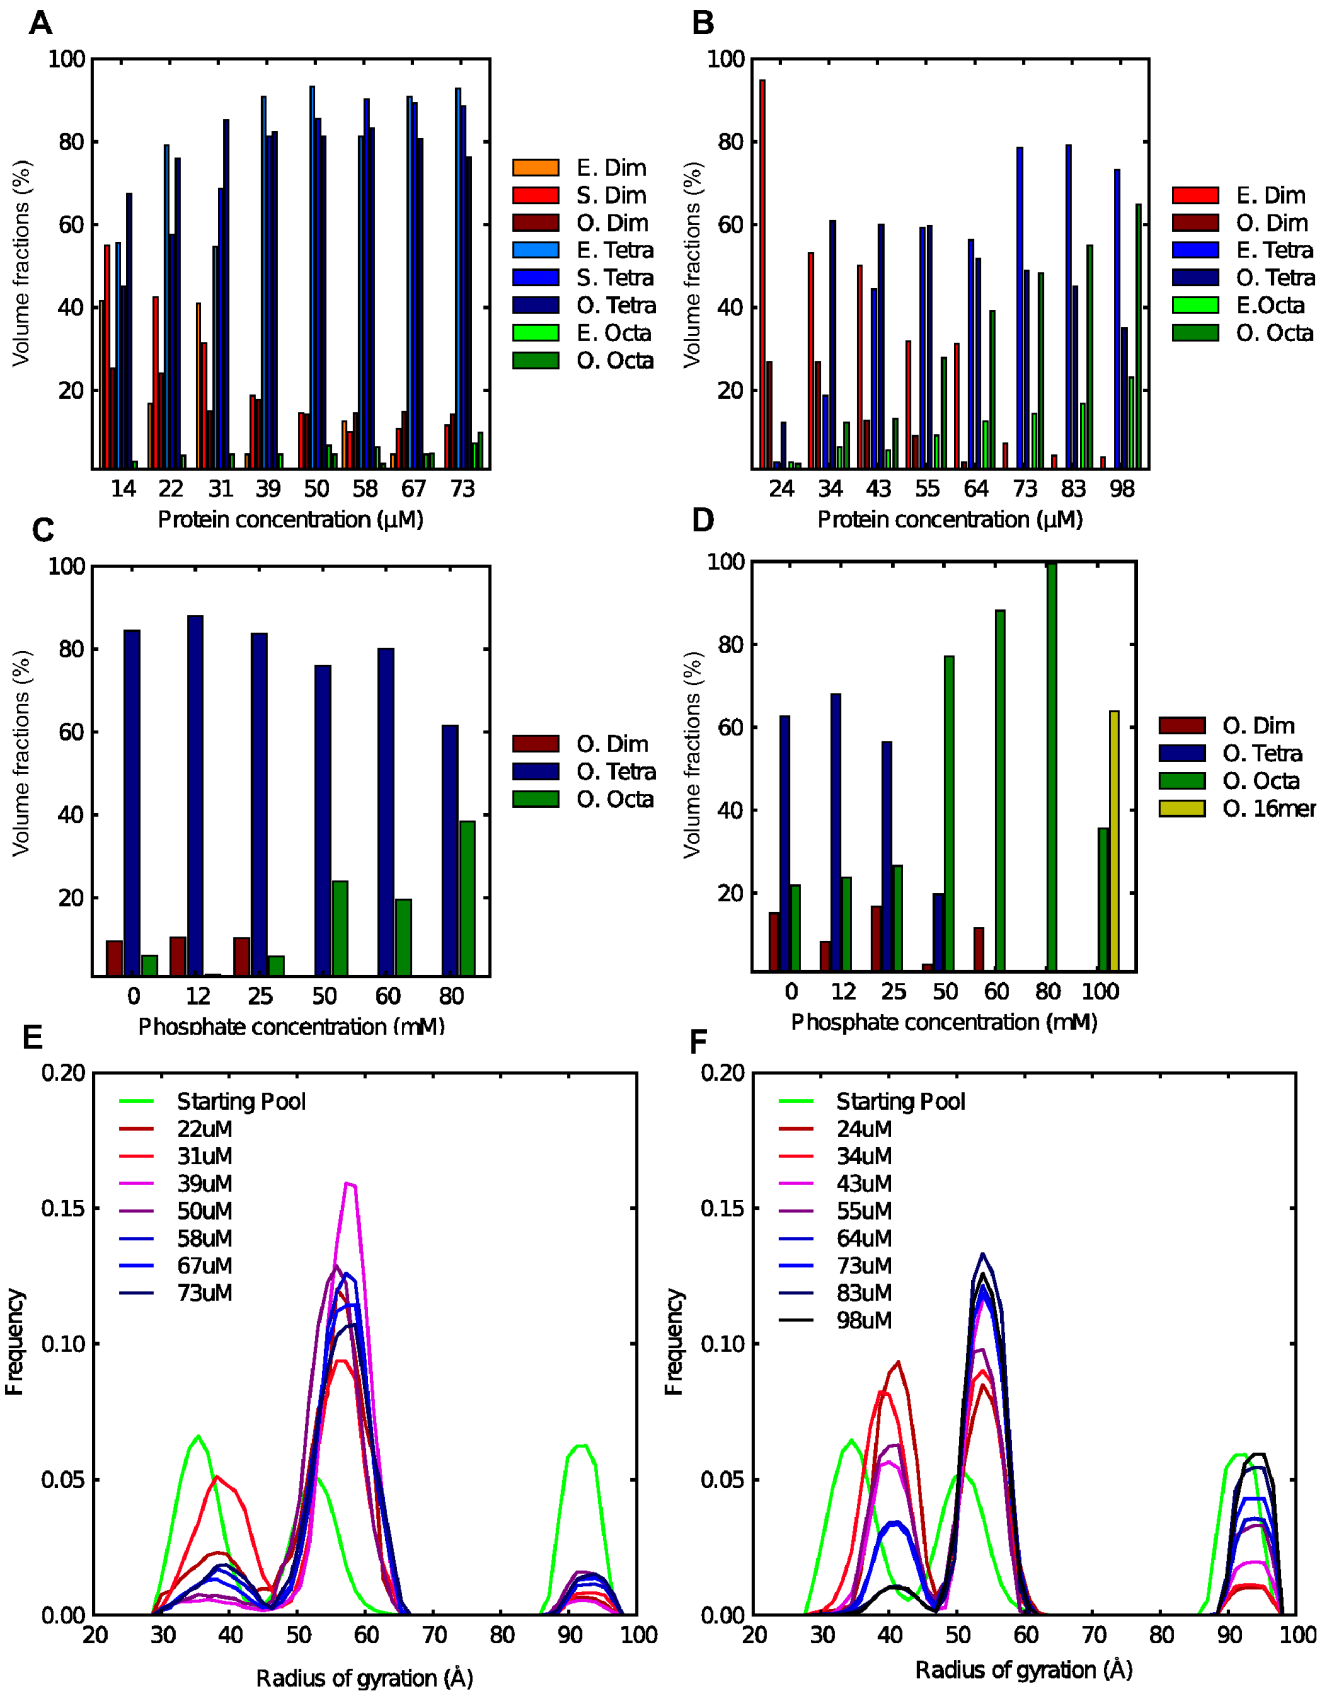 A
100
80
60
40
20
Volume fractions (%)
14 22 31 39 50 58 67 73
Protein concentration (µM)
E. Dim
S. Dim
O. Dim
E. Tetra
S. Tetra
O. Tetra
E. Octa
O. Octa
B
100
80
60
40
20
Volume fractions (%)
24 34 43 55 64 73 83 98
Protein concentration (µM)
E. Dim
O. Dim
E. Tetra
O. Tetra
E.Octa
O. Octa
C
100
80
60
40
20
Volume fractions (%)
0 12 25 50 60 80
Phosphate concentration (mM)
O. Dim
O. Tetra
O. Octa
D
100
80
60
40
20
Volume fractions (%)
0 12 25 50 60 80 100
Phosphate concentration (mM)
O. Dim
O. Tetra
O. Octa
O. 16mer
E
0.20
0.15
0.10
0.05
0.00
Frequency
20 30 40 50 60 70 80 90 100
Radius of gyration (Å)
Starting Pool
22uM
31uM
39uM
50uM
58uM
67uM
73uM
F
0.20
0.15
0.10
0.05
0.00
Frequency
20 30 40 50 60 70 80 90 100
Radius of gyration (Å)
Starting Pool
24uM
34uM
43uM
55uM
64uM
73uM
83uM
98uM